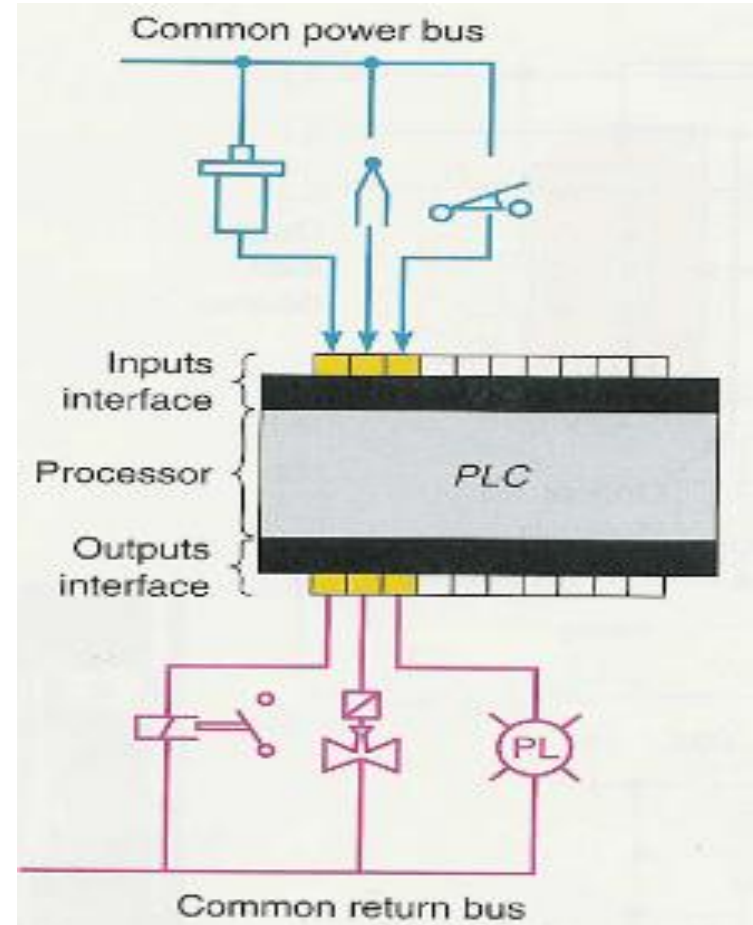 Common power bus
Inputs
interface
Processor
PLC
Outputs
interface
PL
Common return bus